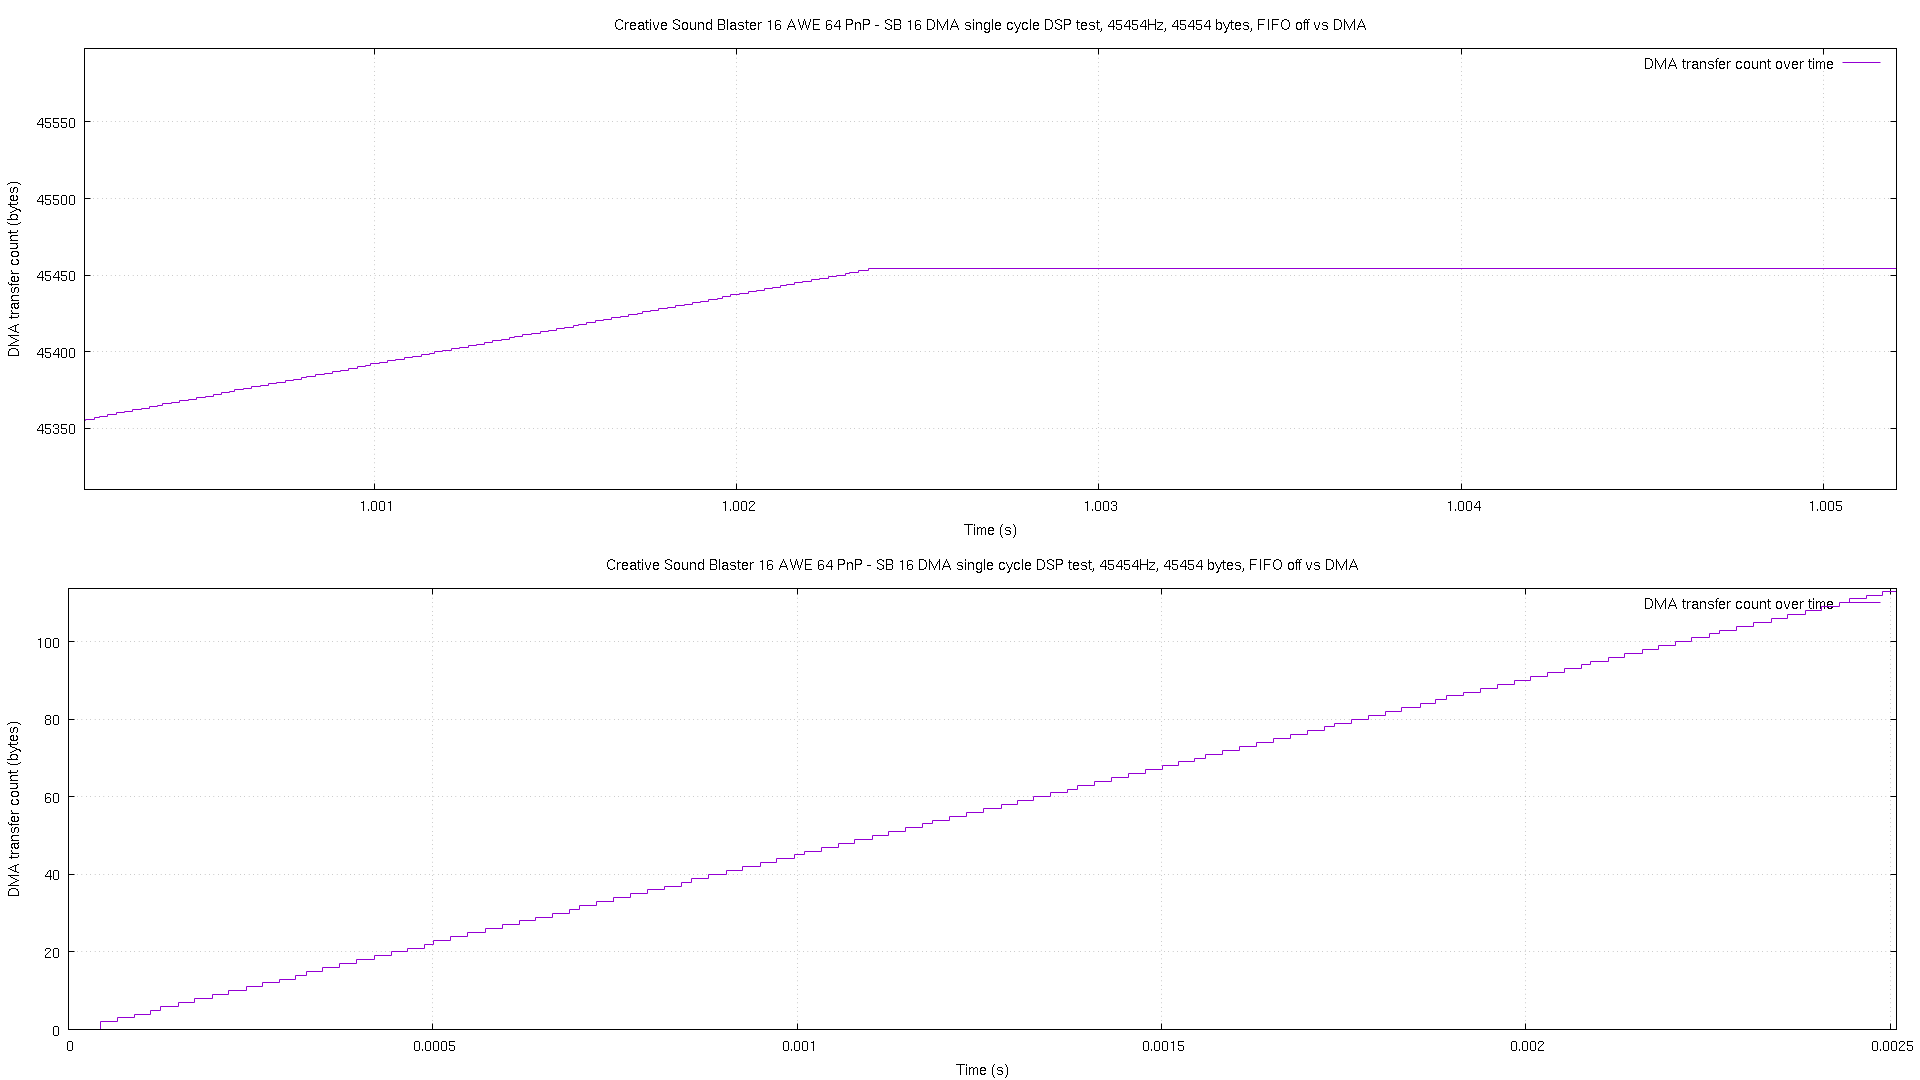 Creative Sound Blaster 16 AWE 64 PnP - SB 16 DMA single cycle DSP test, 45454Hz, 45454 bytes, FIFO off vs DMA
DMA transfer count over time
45550
45500
45450
45400
45350
DMA transfer count (bytes)
1.001 1.002 1.003 1.004 1.005
Time (s)
Creative Sound Blaster 16 AWE 64 PnP - SB 16 DMA single cycle DSP test, 45454Hz, 45454 bytes, FIFO off vs DMA
DMA transfer count over time
100
80
60
40
20
0
DMA transfer count (bytes)
0 0.0005 0.001 0.0015 0.002 0.0025
Time (s)